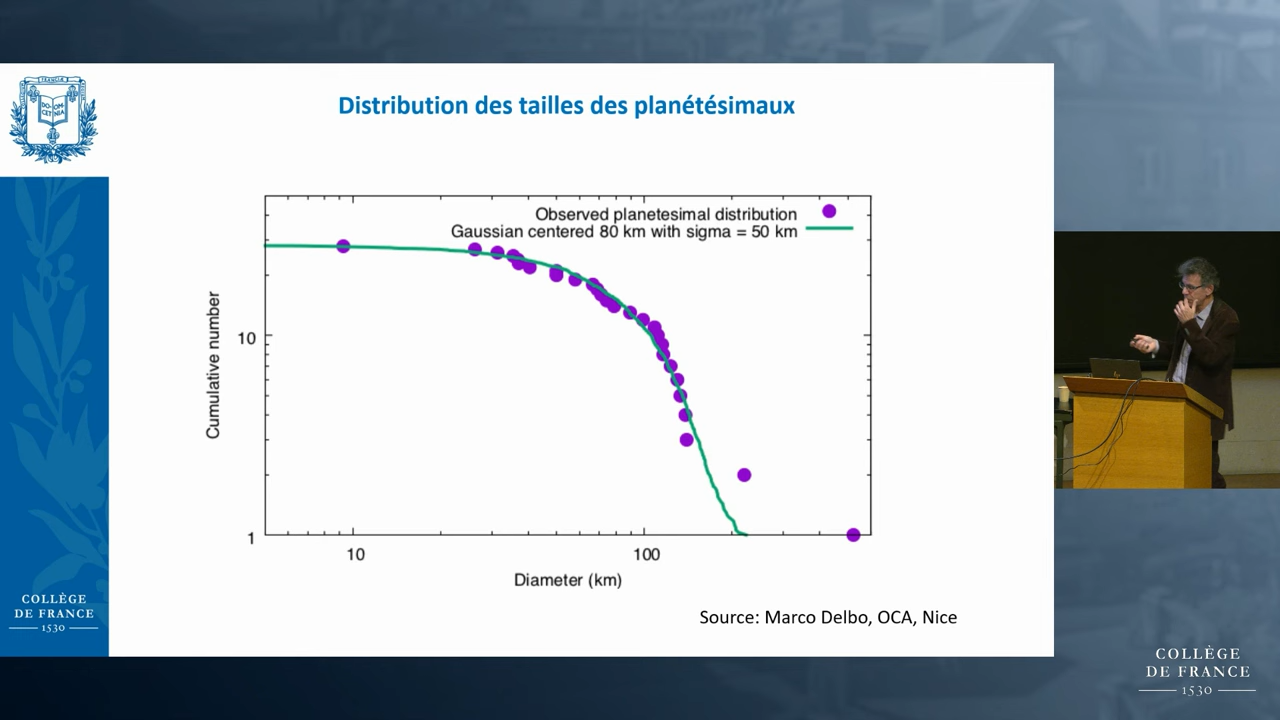 Distribution des tailles des planétésimaux
Observed planetesimal distribution
Gaussian centered 80 km with sigma = 50 km
Cumulative number
10
1
10
100
Diameter (km)
Source: Marco Delbo, OCA, Nice
COLLÈGE
DE FRANCE
1530
COLLÈGE
DE FRANCE
1530